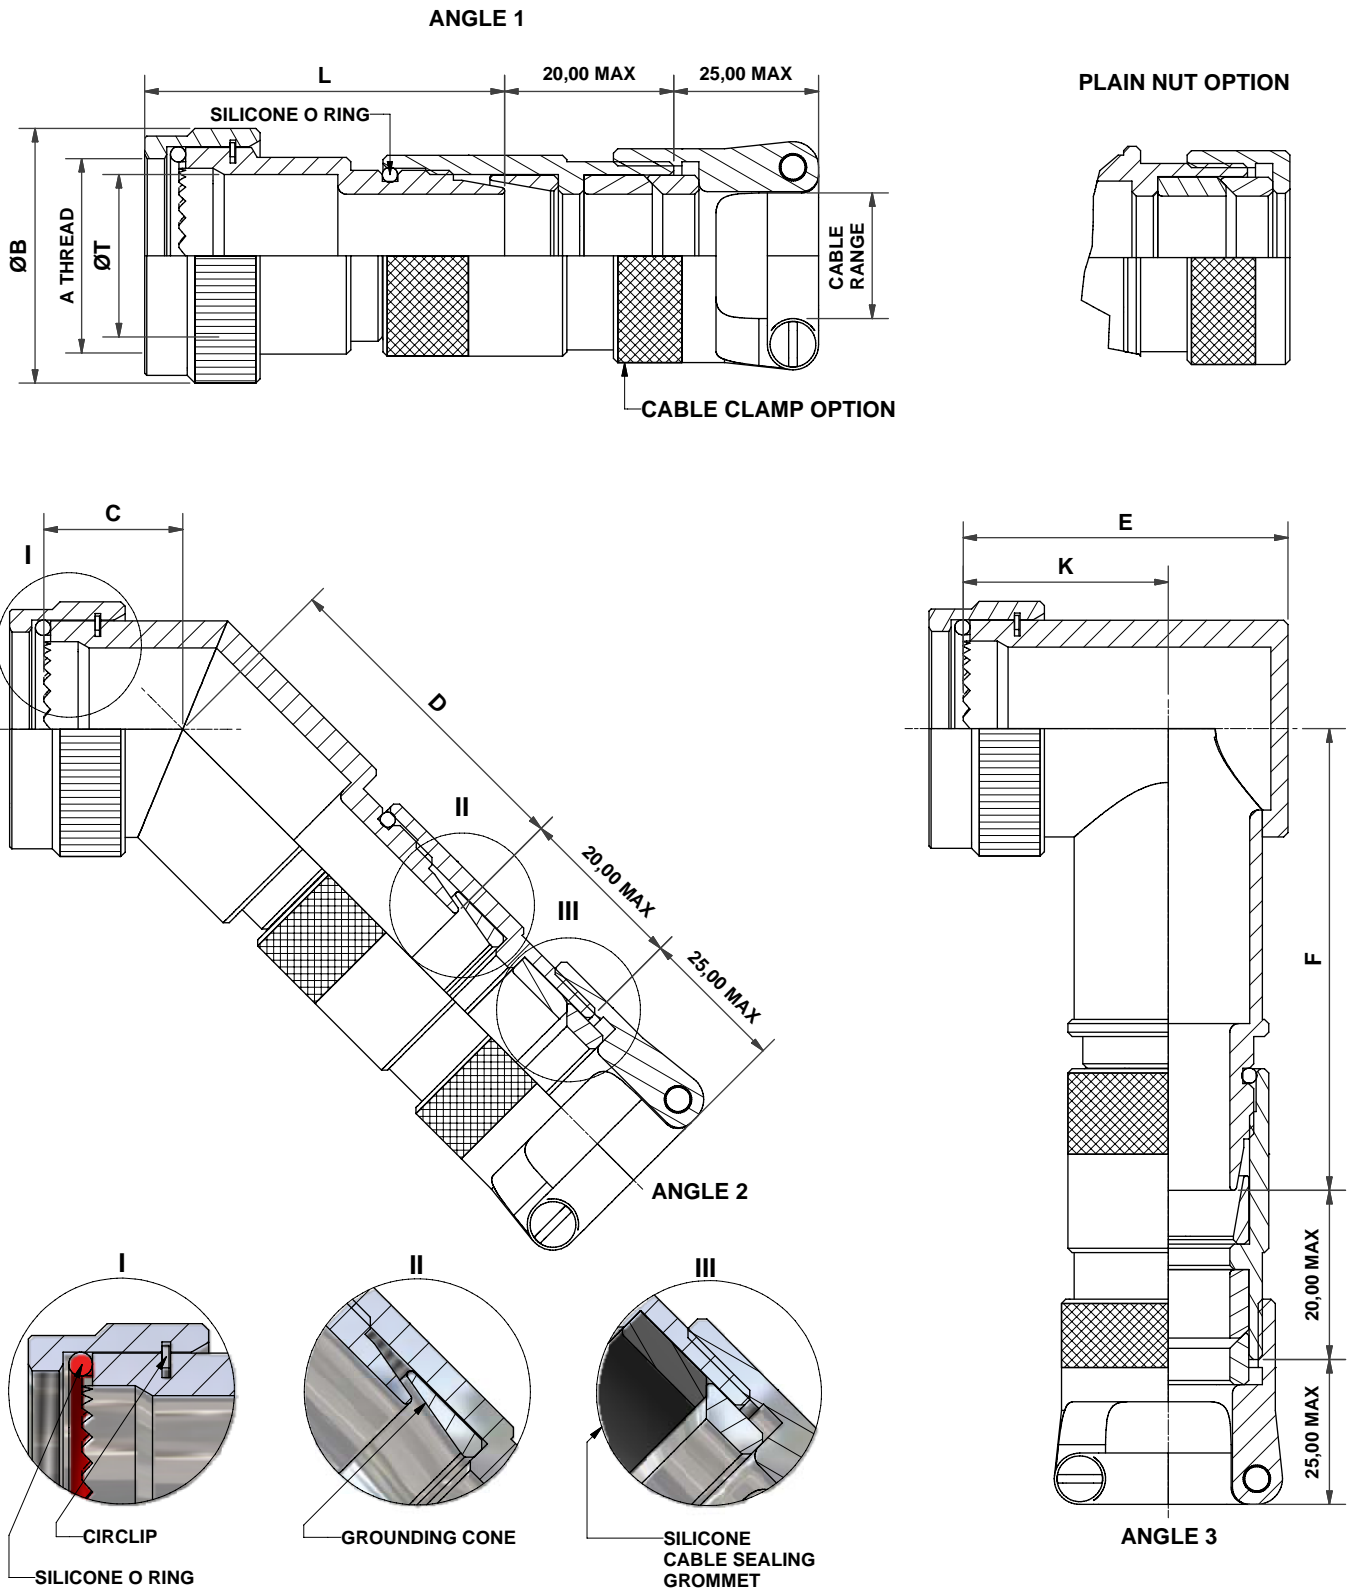 ANGLE 1
L
20,00 MAX
25,00 MAX
PLAIN NUT OPTION
SILICONE O RING
ØB
A THREAD
ØT
CABLE
RANGE
CABLE CLAMP OPTION
C
E
I
K
D
II
20,00 MAX
III
25,00 MAX
F
ANGLE 2
I
II
III
20,00 MAX
25,00 MAX
CIRCLIP
GROUNDING CONE
SILICONE
CABLE SEALING
GROMMET
ANGLE 3
SILICONE O RING